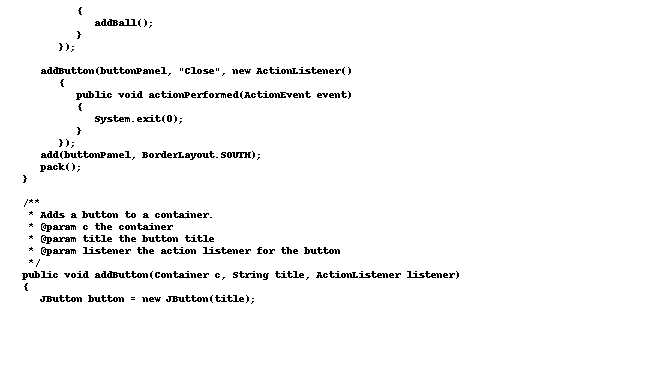 {
addBall();
}
});
addButton(buttonPanel, "Close", new ActionListener()
{
public void actionPerformed(ActionEvent event)
{
System.exit(0);
}
});
add(buttonPanel, BorderLayout.SOUTH);
pack();
}
/**
* Adds a button to a container.
* @param c the container
* @param title the button title
* @param listener the action listener for the button
*/
public void addButton(Container c, String title, ActionListener listener)
{
JButton button = new JButton(title);